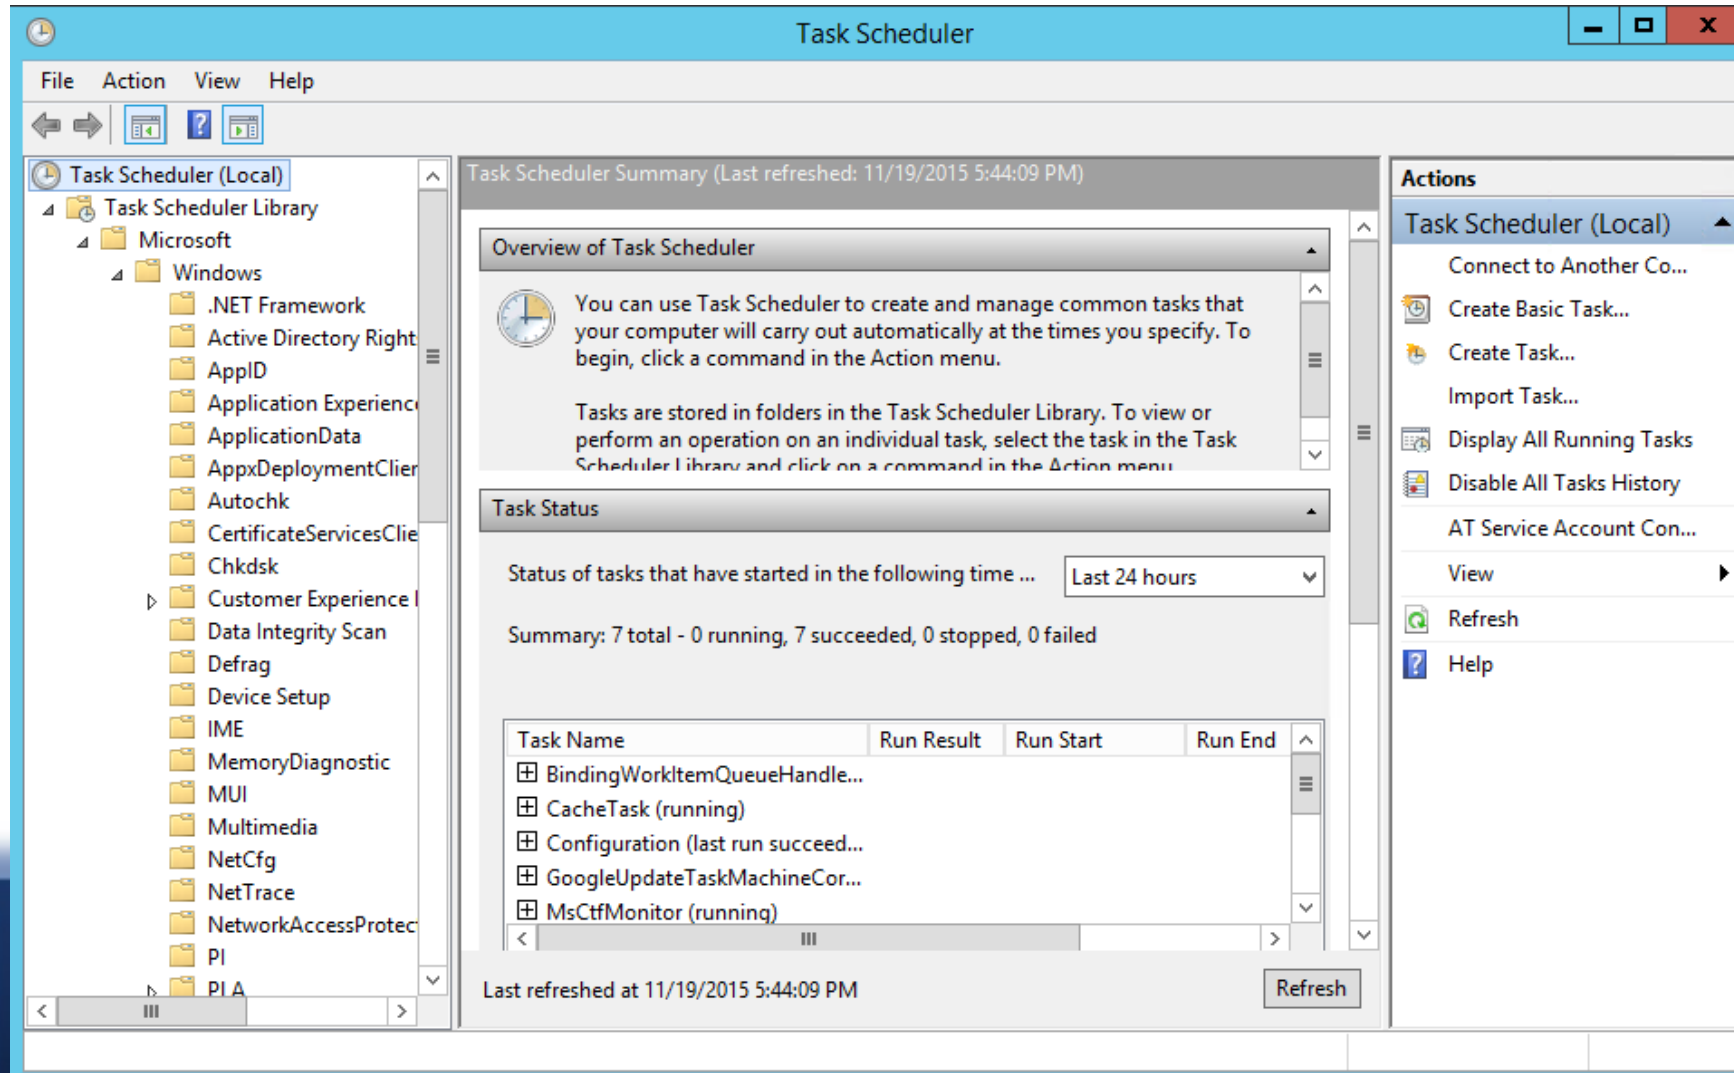 Task Scheduler
File Action View Help
Task Scheduler (Local)
Task Scheduler Library
Microsoft
Windows
.NET Framework
Active Directory Right
AppID
Application Experienc
ApplicationData
AppxDeploymentClier
Autochk
CertificateServicesClie
Chkdsk
Customer Experience I
Data Integrity Scan
Defrag
Device Setup
IME
MemoryDiagnostic
MUI
Multimedia
NetCfg
NetTrace
NetworkAccessProtec
PI
PLA
Task Scheduler Summary (Last refreshed: 11/19/2015 5:44:09 PM)
Overview of Task Scheduler
You can use Task Scheduler to create and manage common tasks that
your computer will carry out automatically at the times you specify. To
begin, click a command in the Action menu.
Tasks are stored in folders in the Task Scheduler Library. To view or
perform an operation on an individual task, select the task in the Task
Scheduler Library and click on a command in the Action menu.
Task Status
Status of tasks that have started in the following time ...
Last 24 hours
Summary: 7 total - 0 running, 7 succeeded, 0 stopped, 0 failed
Task Name Run Result Run Start Run End
BindingWorkItemQueueHandle...
CacheTask (running)
Configuration (last run succeed...
GoogleUpdateTaskMachineCor...
MsCtfMonitor (running)
Last refreshed at 11/19/2015 5:44:09 PM
Refresh
Actions
Task Scheduler (Local)
Connect to Another Co...
Create Basic Task...
Create Task...
Import Task...
Display All Running Tasks
Disable All Tasks History
AT Service Account Con...
View
Refresh
Help